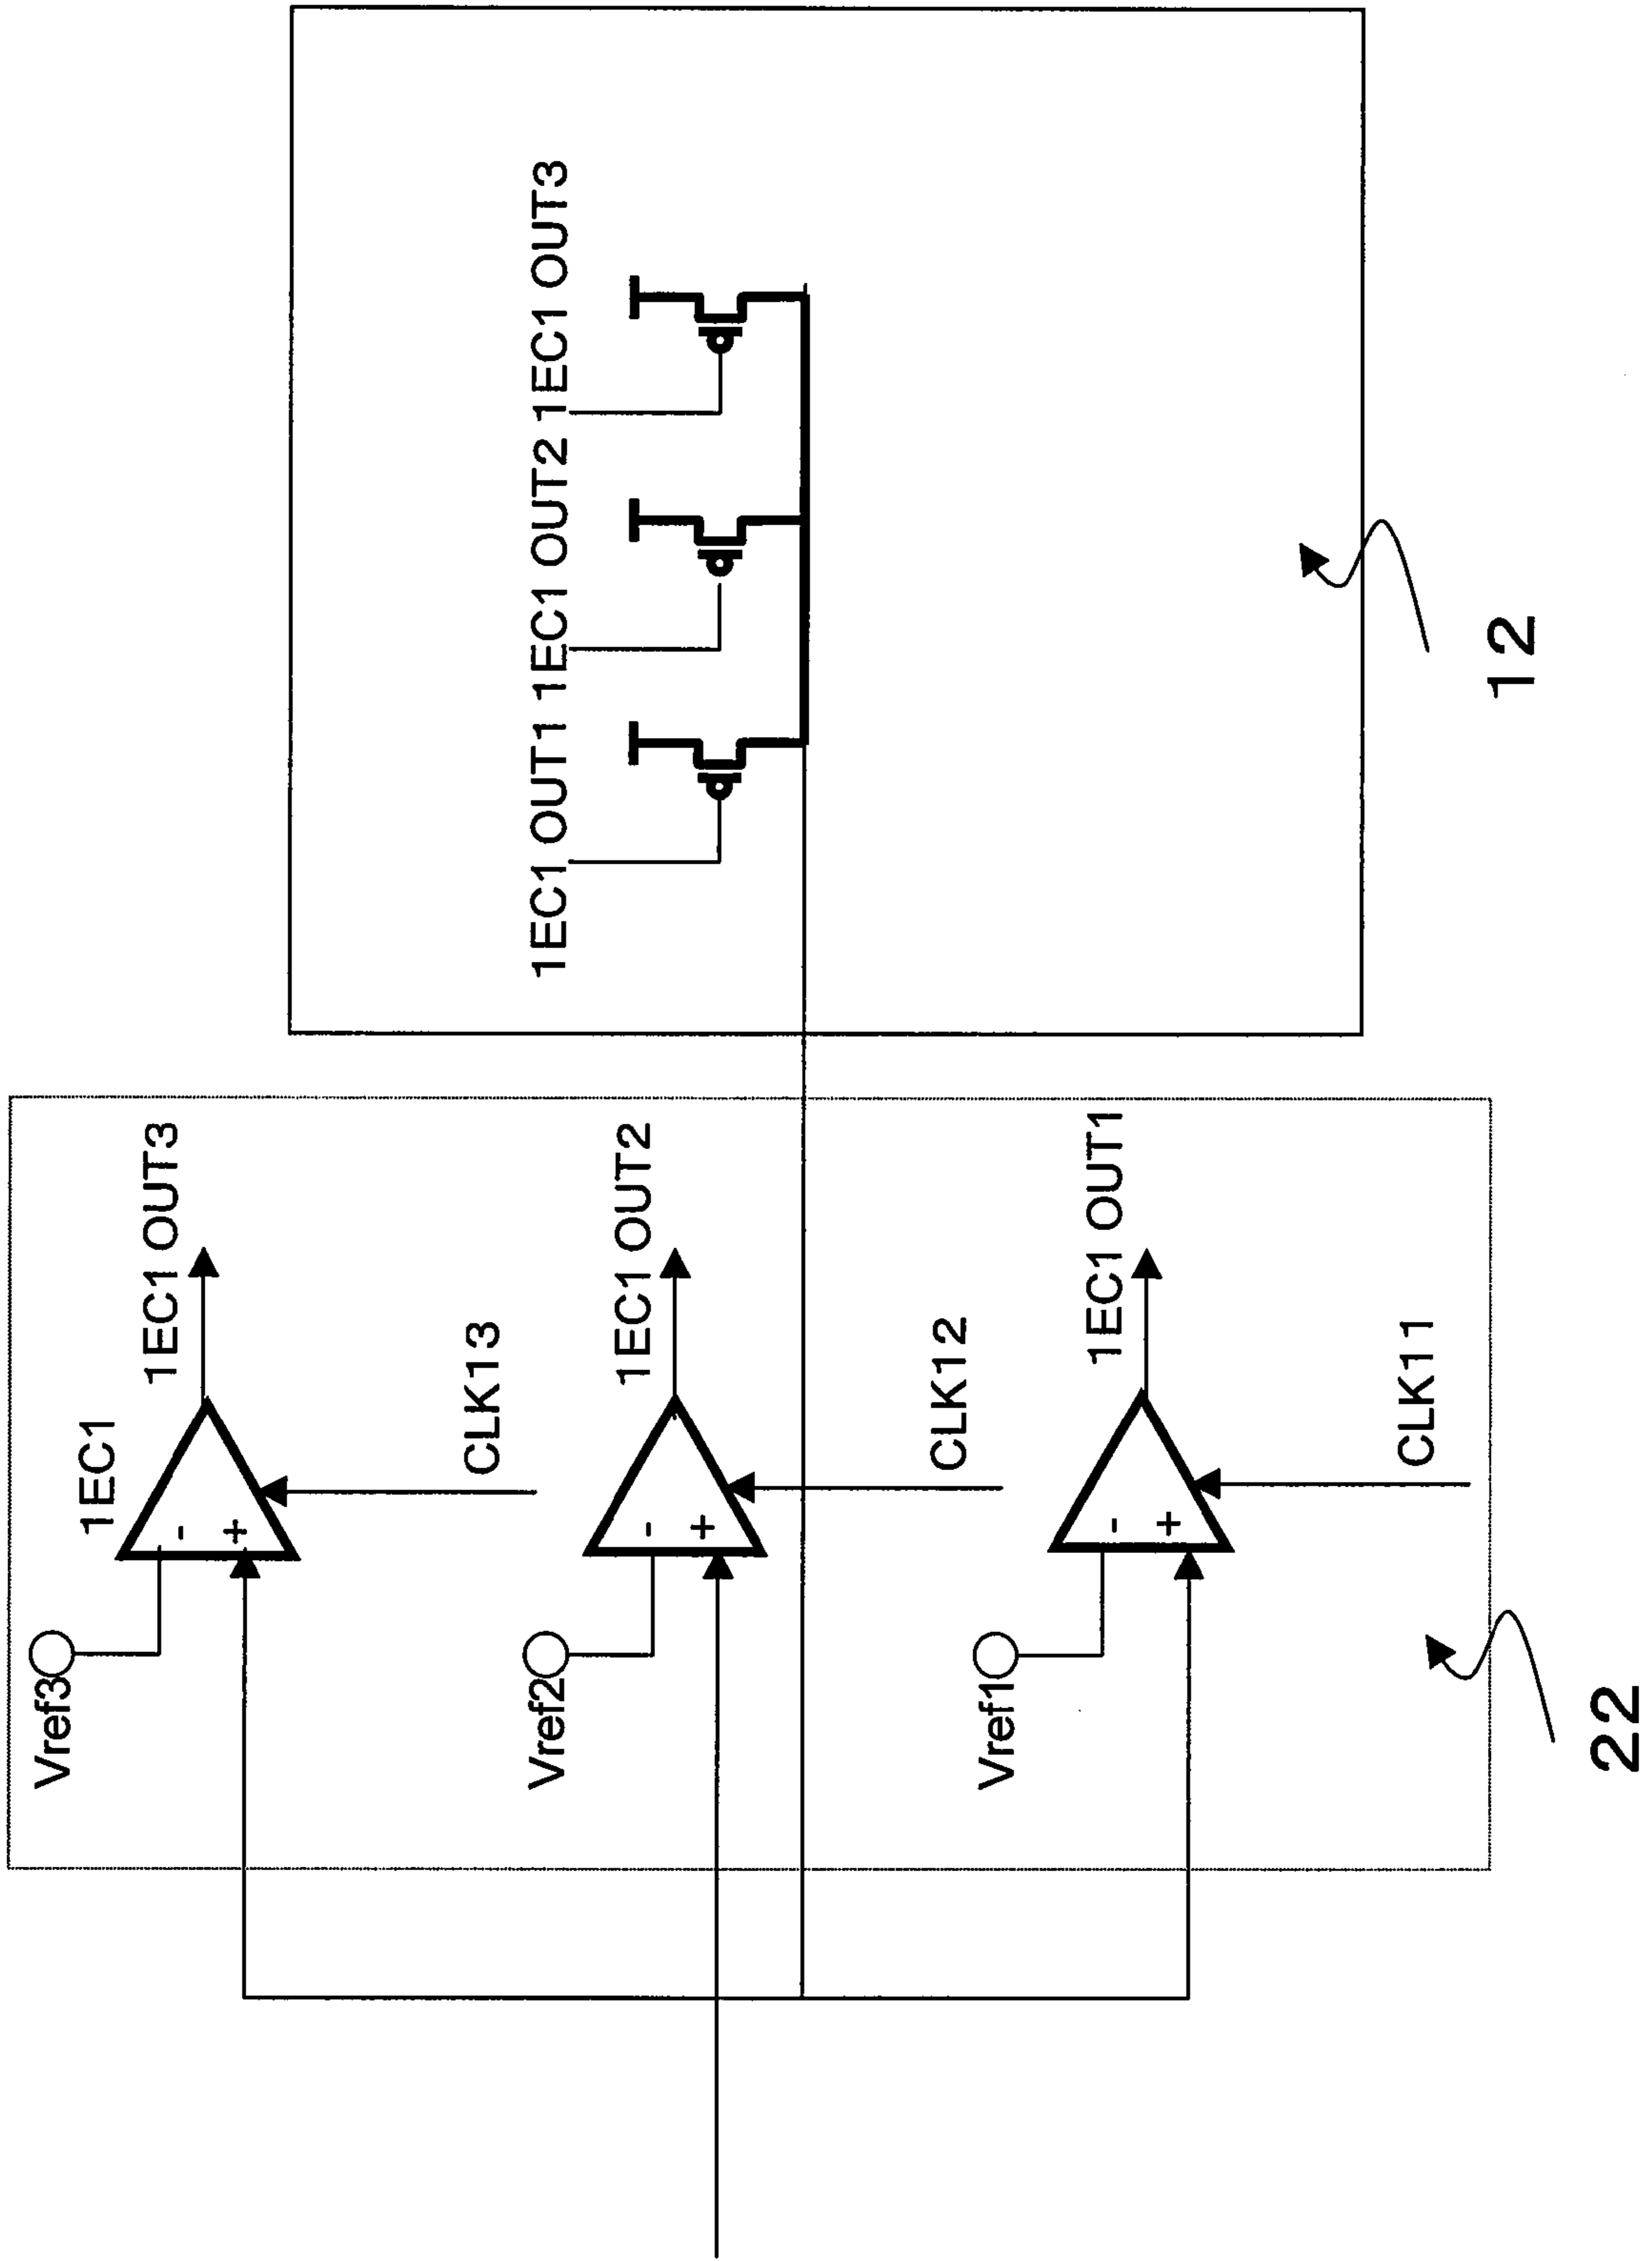 1EC1
1EC1 OUT3
Vref3
-
+
CLK13
1EC1 OUT2
Vref2
-
+
CLK12
1EC1 OUT1
Vref1
-
+
CLK11
22
1EC1 OUT1 1EC1 OUT2 1EC1 OUT3
12